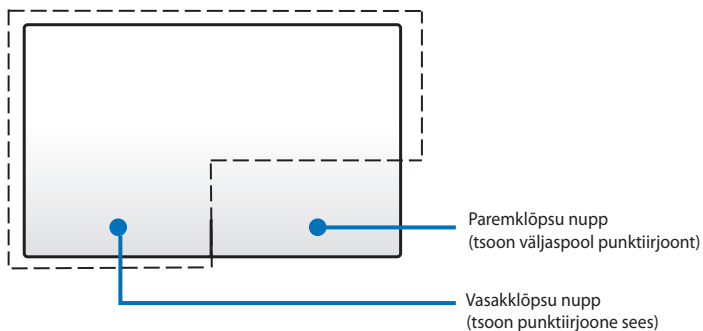 Paremklõpsu nupp
(tsoon väljaspool punktiirjoont)
Vasakklõpsu nupp
(tsoon punktiirjoone sees)